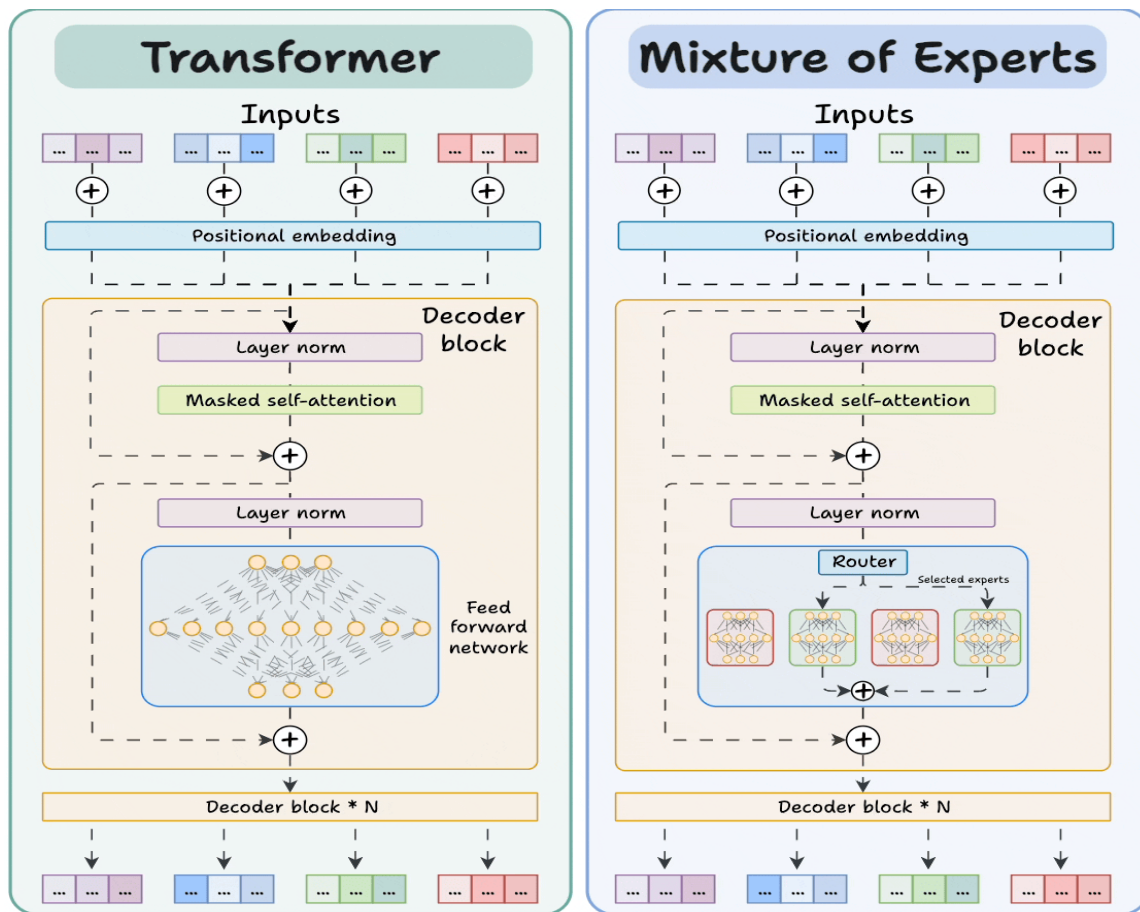 Transformer
Inputs
... ... ... ... ... ... ... ... ... ... ... ...
Positional embedding
Decoder
block
Layer norm
Masked self-attention
Layer norm
Feed
forward
network
Decoder block * N
... ... ... ... ... ... ... ... ... ... ... ...
Mixture of Experts
Inputs
... ... ... ... ... ... ... ... ... ... ... ...
Positional embedding
Decoder
block
Layer norm
Masked self-attention
Layer norm
Router
Selected experts
Decoder block * N
... ... ... ... ... ... ... ... ... ... ... ...